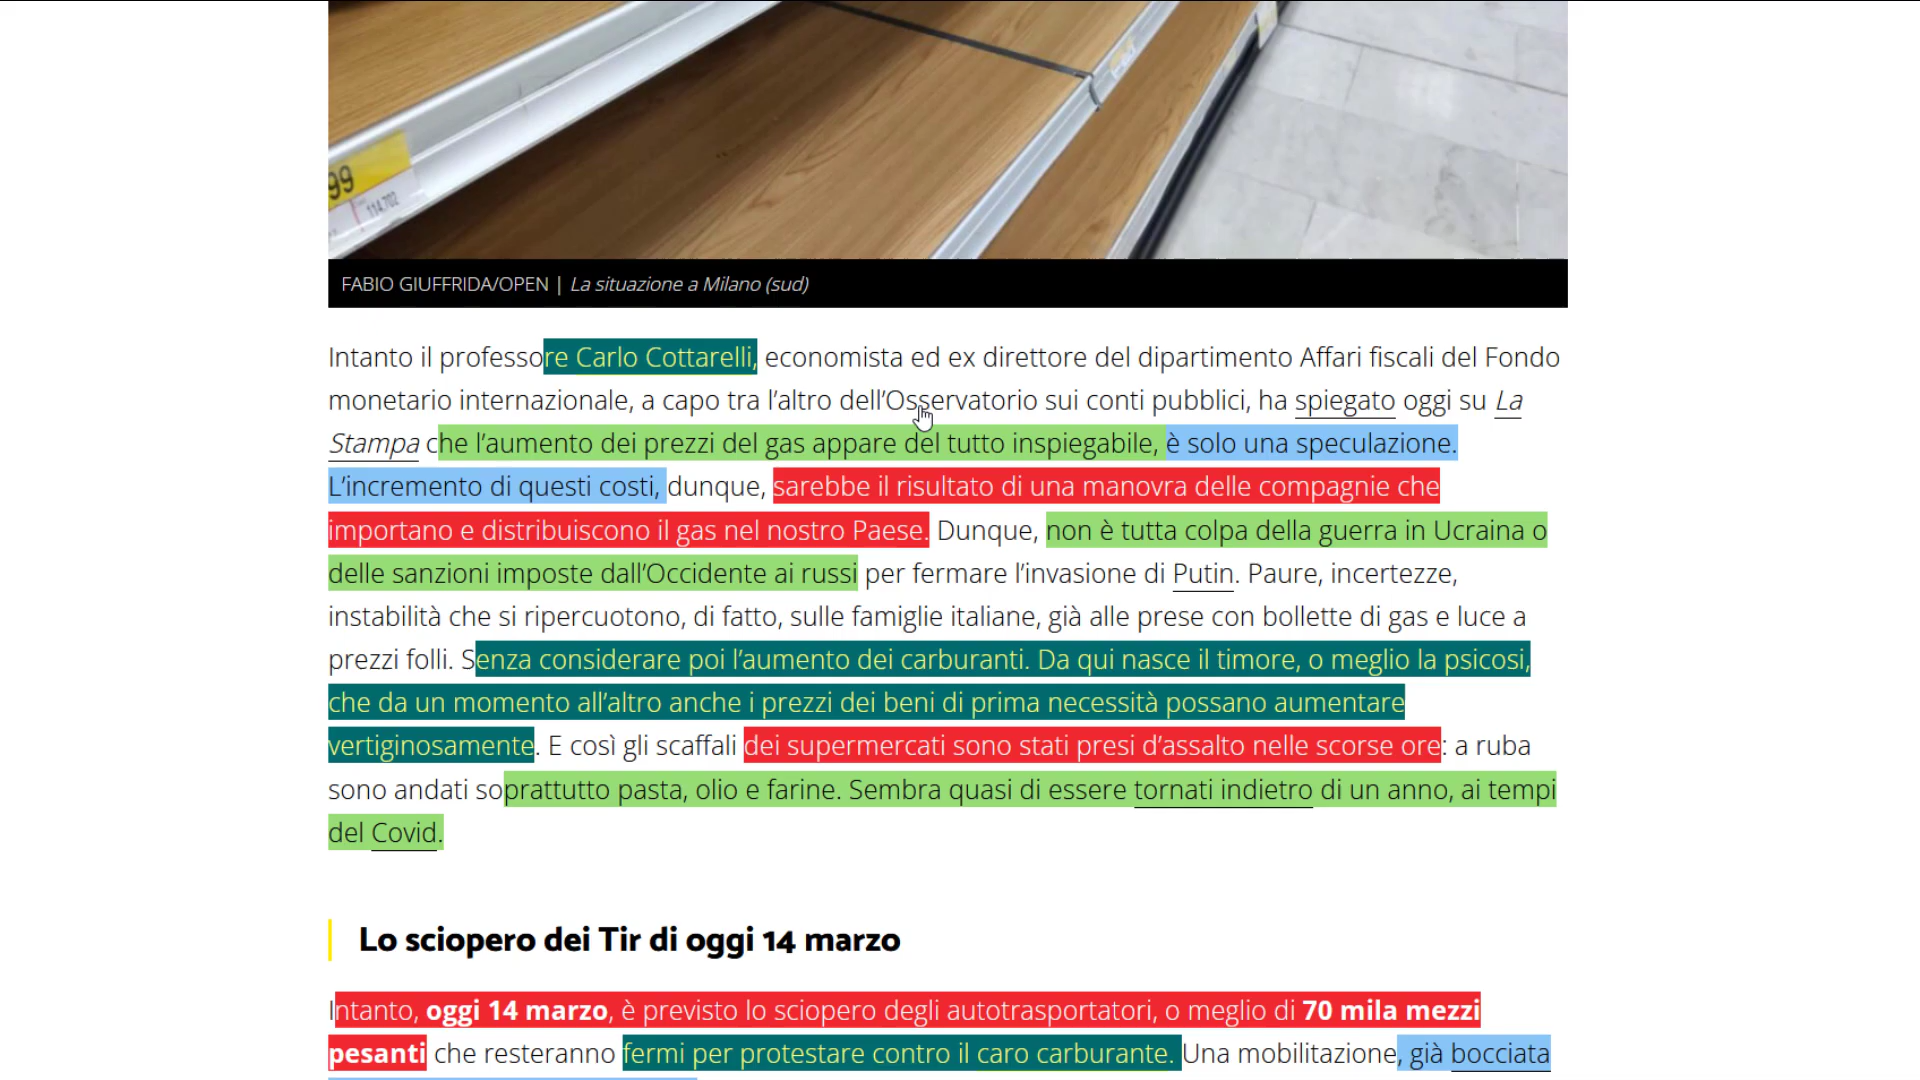 99
114.702
FABIO GIUFFRIDA/OPEN | La situazione a Milano (sud)
Intanto il professore Carlo Cottarelli, economista ed ex direttore del dipartimento Affari fiscali del Fondo
monetario internazionale, a capo tra l’altro dell’Osservatorio sui conti pubblici, ha spiegato oggi su La
Stampa che l’aumento dei prezzi del gas appare del tutto inspiegabile, è solo una speculazione.
L’incremento di questi costi, dunque, sarebbe il risultato di una manovra delle compagnie che
importano e distribuiscono il gas nel nostro Paese. Dunque, non è tutta colpa della guerra in Ucraina o
delle sanzioni imposte dall’Occidente ai russi per fermare l’invasione di Putin. Paure, incertezze,
instabilità che si ripercuotono, di fatto, sulle famiglie italiane, già alle prese con bollette di gas e luce a
prezzi folli. Senza considerare poi l’aumento dei carburanti. Da qui nasce il timore, o meglio la psicosi,
che da un momento all’altro anche i prezzi dei beni di prima necessità possano aumentare
vertiginosamente. E così gli scaffali dei supermercati sono stati presi d’assalto nelle scorse ore: a ruba
sono andati soprattutto pasta, olio e farine. Sembra quasi di essere tornati indietro di un anno, ai tempi
del Covid.
Lo sciopero dei Tir di oggi 14 marzo
Intanto, oggi 14 marzo, è previsto lo sciopero degli autotrasportatori, o meglio di 70 mila mezzi
pesanti che resteranno fermi per protestare contro il caro carburante. Una mobilitazione, già bocciata